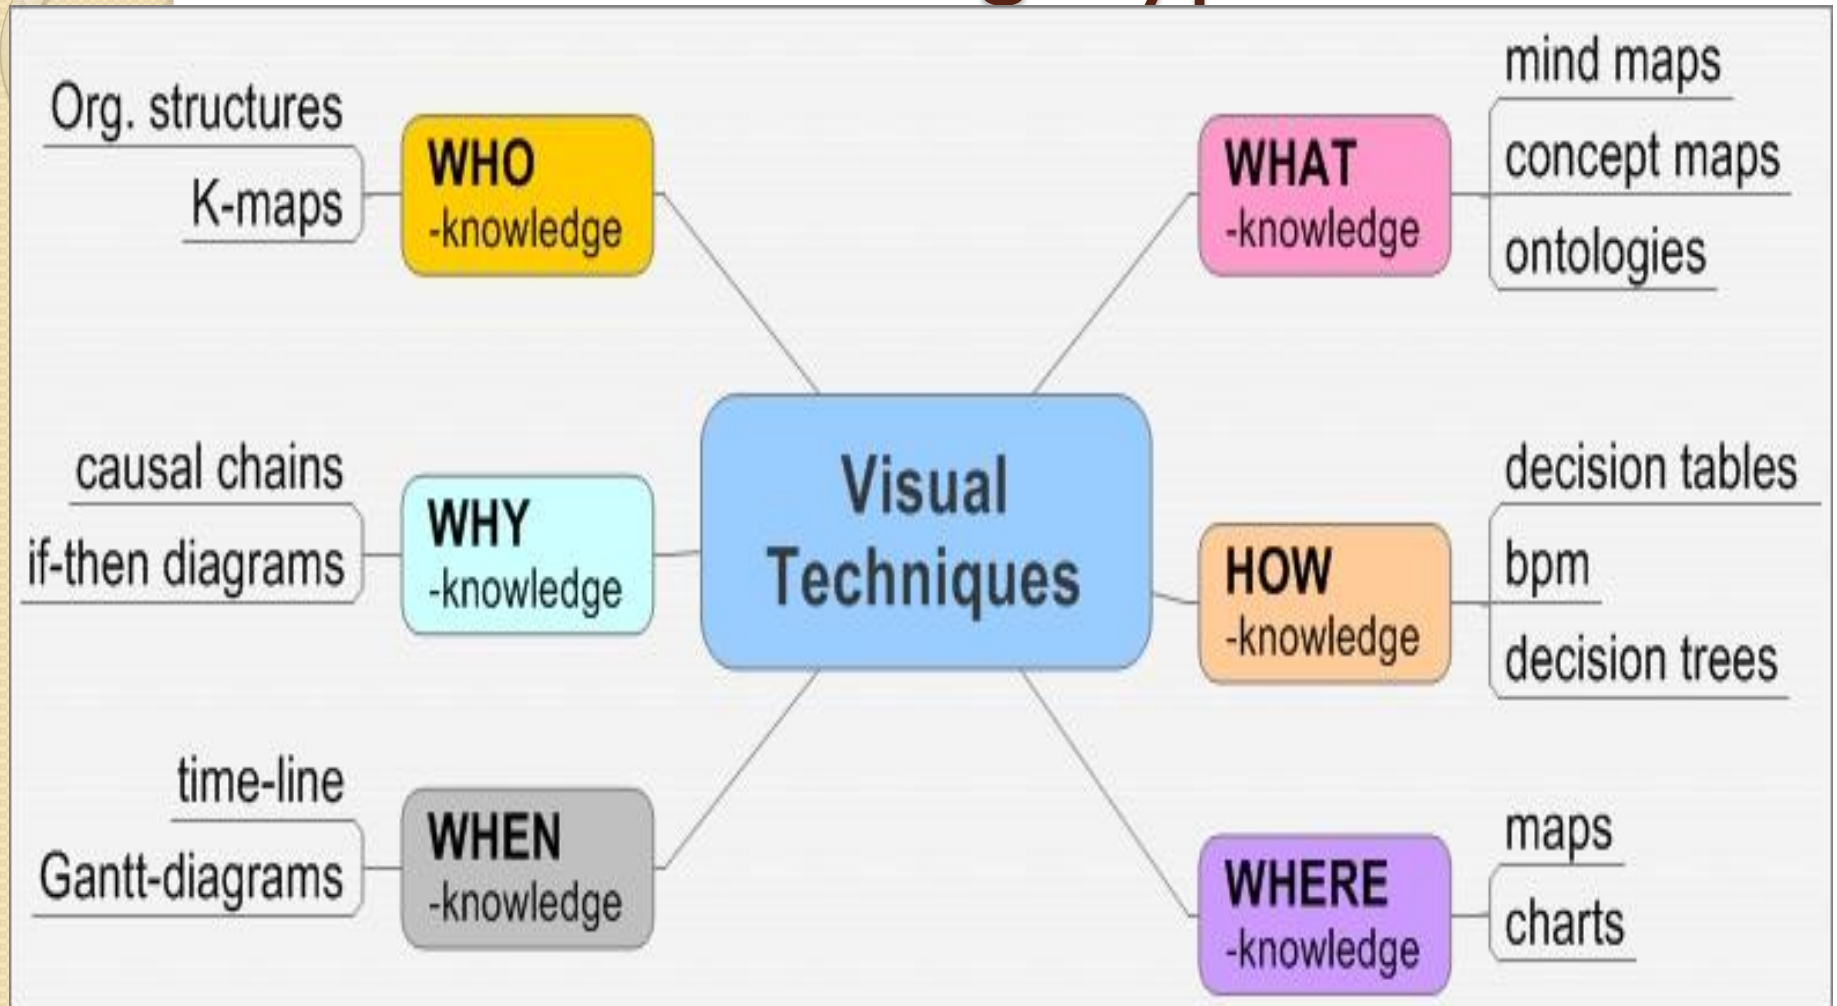 Org. structures
K-maps
WHO
-knowledge
WHAT
-knowledge
mind maps
concept maps
ontologies
causal chains
if-then diagrams
WHY
-knowledge
Visual
Techniques
HOW
-knowledge
decision tables
bpm
decision trees
time-line
Gantt-diagrams
WHEN
-knowledge
WHERE
-knowledge
maps
charts